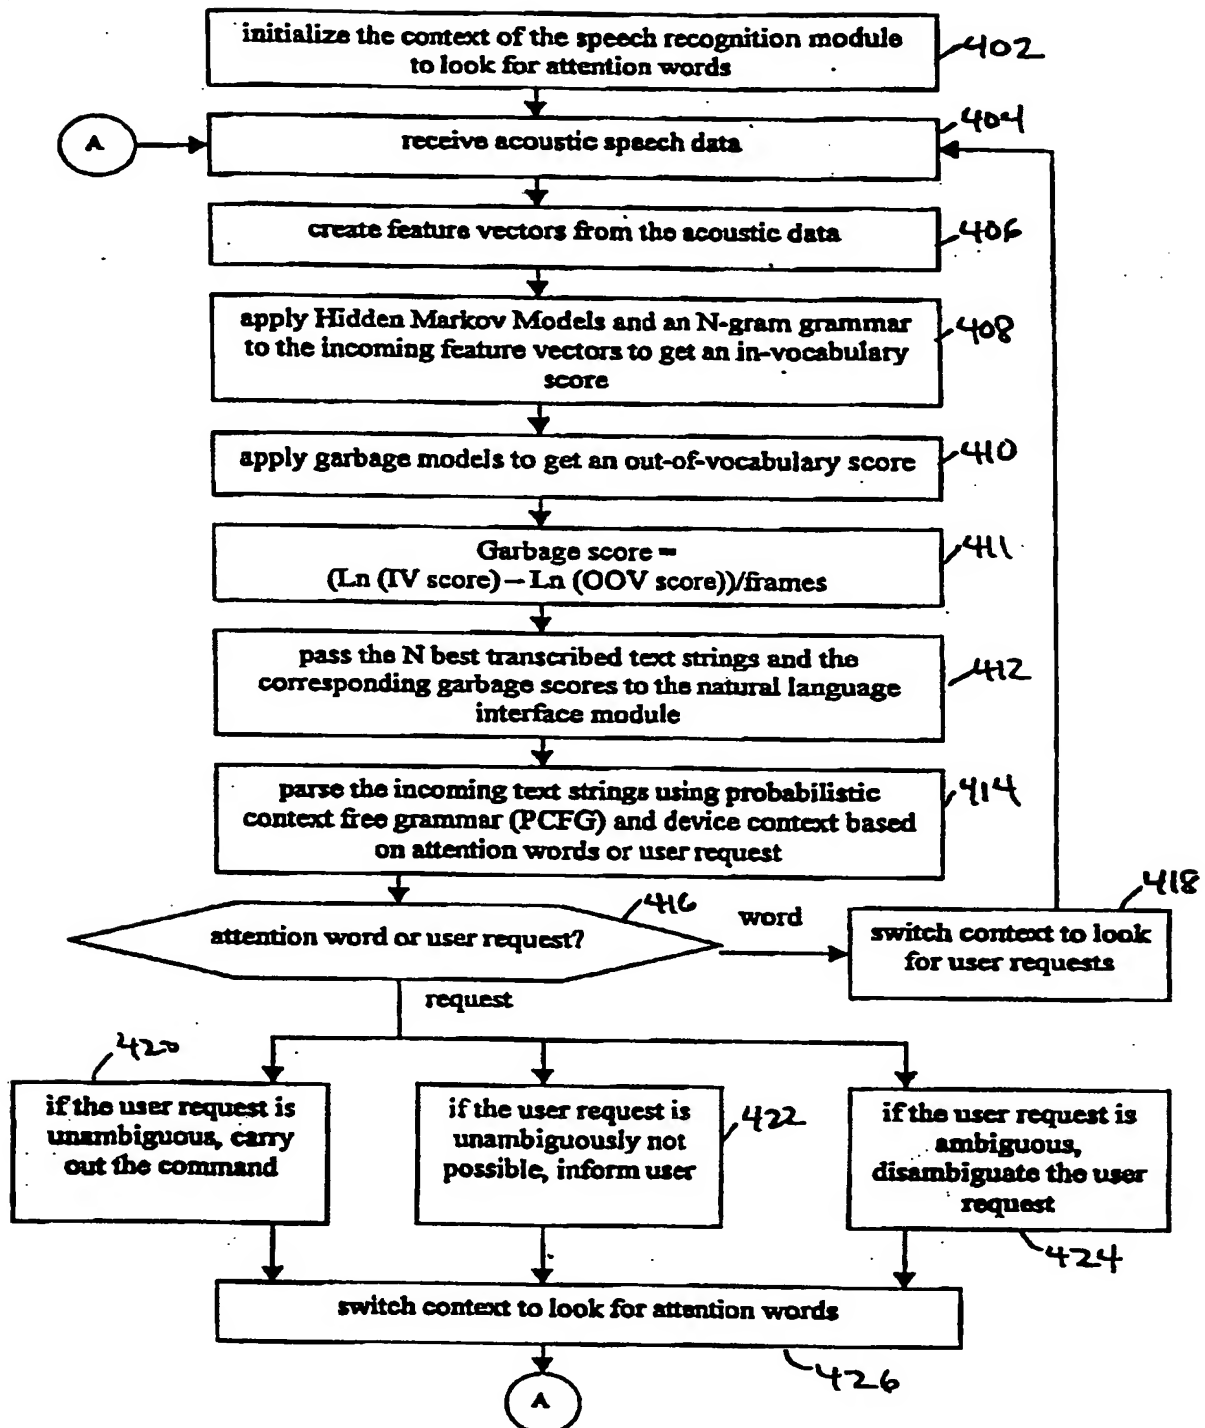 initialize the context of the speech recognition module
to look for attention words
402
404
A
receive acoustic speech data
create feature vectors from the acoustic data
406
apply Hidden Markov Models and an N-gram grammar
to the incoming feature vectors to get an in-vocabulary
score
408
apply garbage models to get an out-of-vocabulary score
410
Garbage score =
(Ln (IV score) – Ln (OOV score))/frames
411
pass the N best transcribed text strings and the
corresponding garbage scores to the natural language
interface module
412
parse the incoming text strings using probabilistic
context free grammar (PCFG) and device context based
on attention words or user request
414
416
attention word or user request?
word
418
switch context to look
for user requests
request
420
if the user request is
unambiguous, carry
out the command
if the user request is
unambiguously not
possible, inform user
422
if the user request is
ambiguous,
disambiguate the user
request
424
switch context to look for attention words
426
A